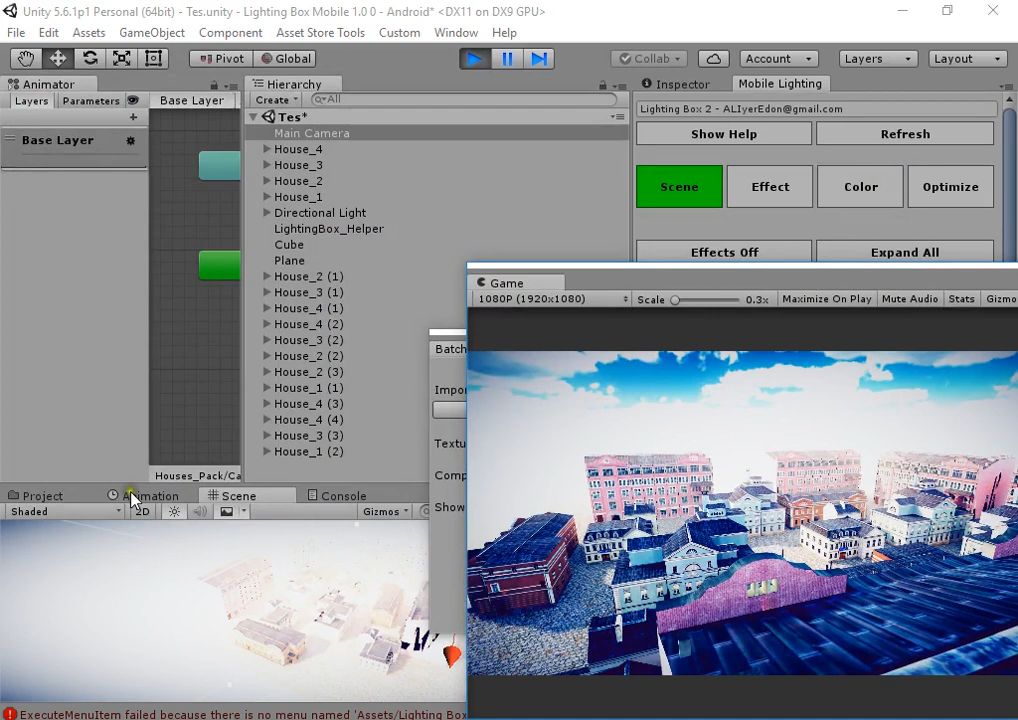 Unity 5.6.1p1 Personal (64bit) - Tes.unity - Lighting Box Mobile 1.0 0 - Android* <DX11 on DX9 GPU>
File Edit Assets GameObject Component Asset Store Tools Custom Window Help
Pivot Global Collab Account Layers Layout
Animator Hierarchy Inspector Mobile Lighting
Layers Parameters Base Layer Create All Lighting Box 2 - ALIyerEdon@gmail.com
Tes*
Main Camera Show Help Refresh
Base Layer
House_4
House_3
House_2 Scene Effect Color Optimize
House_1
Directional Light
LightingBox_Helper
Cube Effects Off Expand All
Plane
House_2 (1)
House_3 (1) Game
House_4 (1) 1080P (1920x1080) Scale 0.3x Maximize On Play Mute Audio Stats Gizmo
House_4 (2)
House_3 (2) Batch
House_2 (2)
House_2 (3)
House_1 (1) Impor
House_4 (3)
House_4 (4)
House_3 (3) Textu
House_1 (2)
Houses_Pack/Ca Comp
Project Animation Scene Console Show
Shaded 2D Gizmos
ExecuteMenuItem failed because there is no menu named 'Assets/Lighting Box